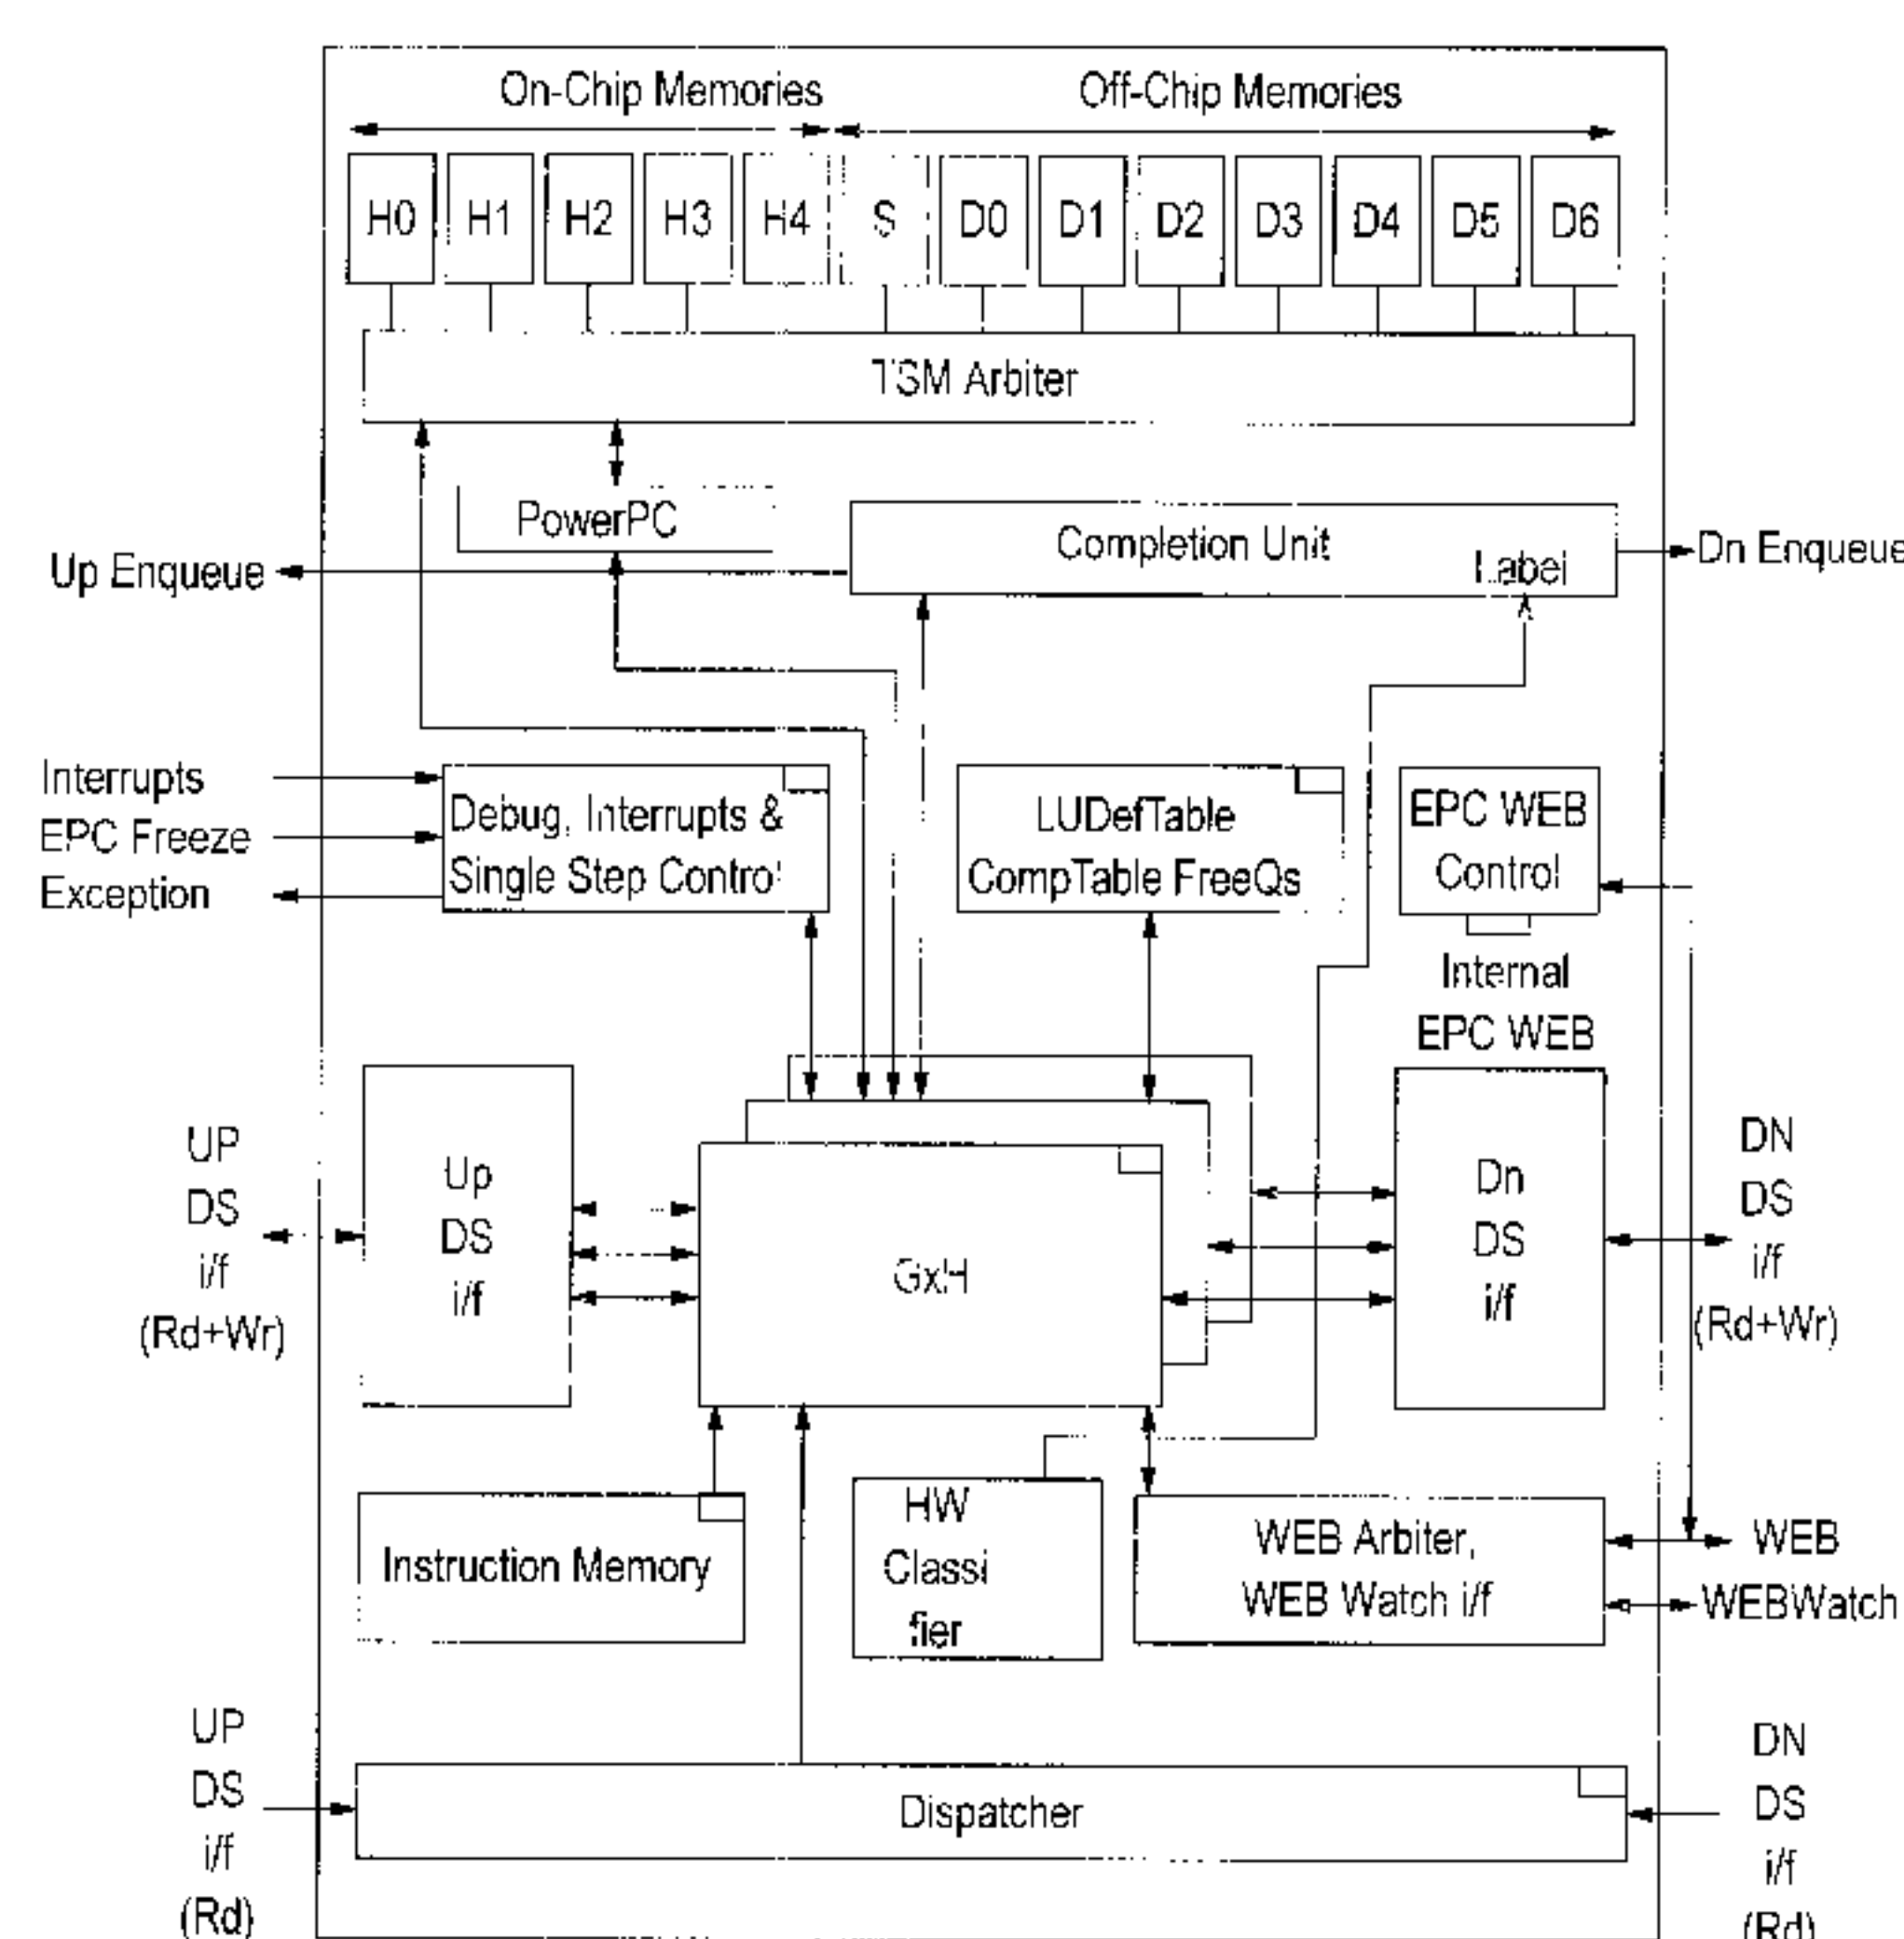 On-Chip Memories
Off-Chip Memories
H0
H1
H2
H3
H4
S
D0
D1
D2
D3
D4
D5
D6
TSM Arbiter
PowerPC
Completion Unit
Label
Up Enqueue
Dn Enqueue
Interrupts
EPC Freeze
Exception
Debug, Interrupts &
Single Step Control
LUDefTable
CompTable FreeQs
EPC WEB
Control
Internal
EPC WEB
UP
DS
i/f
(Rd+Wr)
Up
DS
i/f
GxH
Dn
DS
i/f
DN
DS
i/f
(Rd+Wr)
Instruction Memory
HW
Classi
fier
WEB Arbiter,
WEB Watch i/f
WEB
WEBWatch
UP
DS
i/f
(Rd)
Dispatcher
DN
DS
i/f
(Rd)